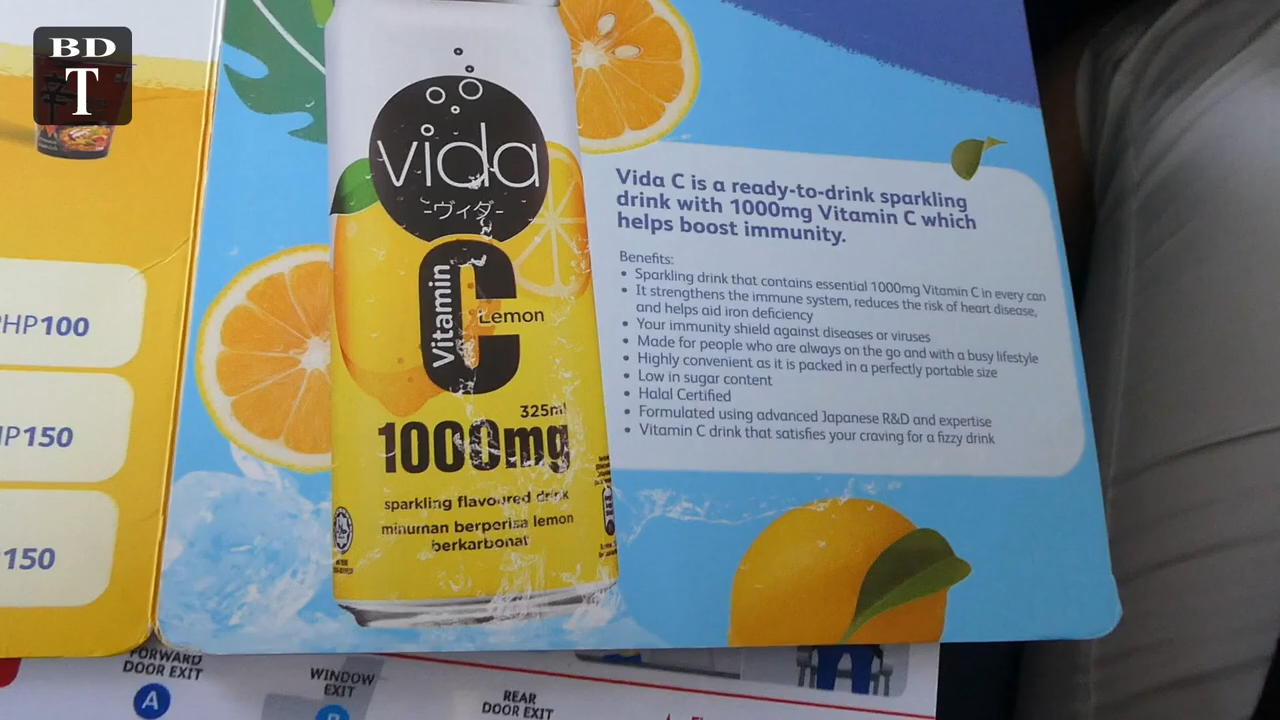 BD
T
PHP100
HP150
150
vida
-ヴィダ-
Vitamin
C
Lemon
325ml
1000mg
sparkling flavoured drink
minuman berperisa lemon
berkarbonat
Vida C is a ready-to-drink sparkling
drink with 1000mg Vitamin C which
helps boost immunity.
Benefits:
• Sparkling drink that contains essential 1000mg Vitamin C in every can
• It strengthens the immune system, reduces the risk of heart disease,
and helps aid iron deficiency
• Your immunity shield against diseases or viruses
• Made for people who are always on the go and with a busy lifestyle
• Highly convenient as it is packed in a perfectly portable size
• Low in sugar content
• Halal Certified
• Formulated using advanced Japanese R&D and expertise
• Vitamin C drink that satisfies your craving for a fizzy drink
FORWARD
DOOR EXIT
A
WINDOW
EXIT
REAR
DOOR EXIT